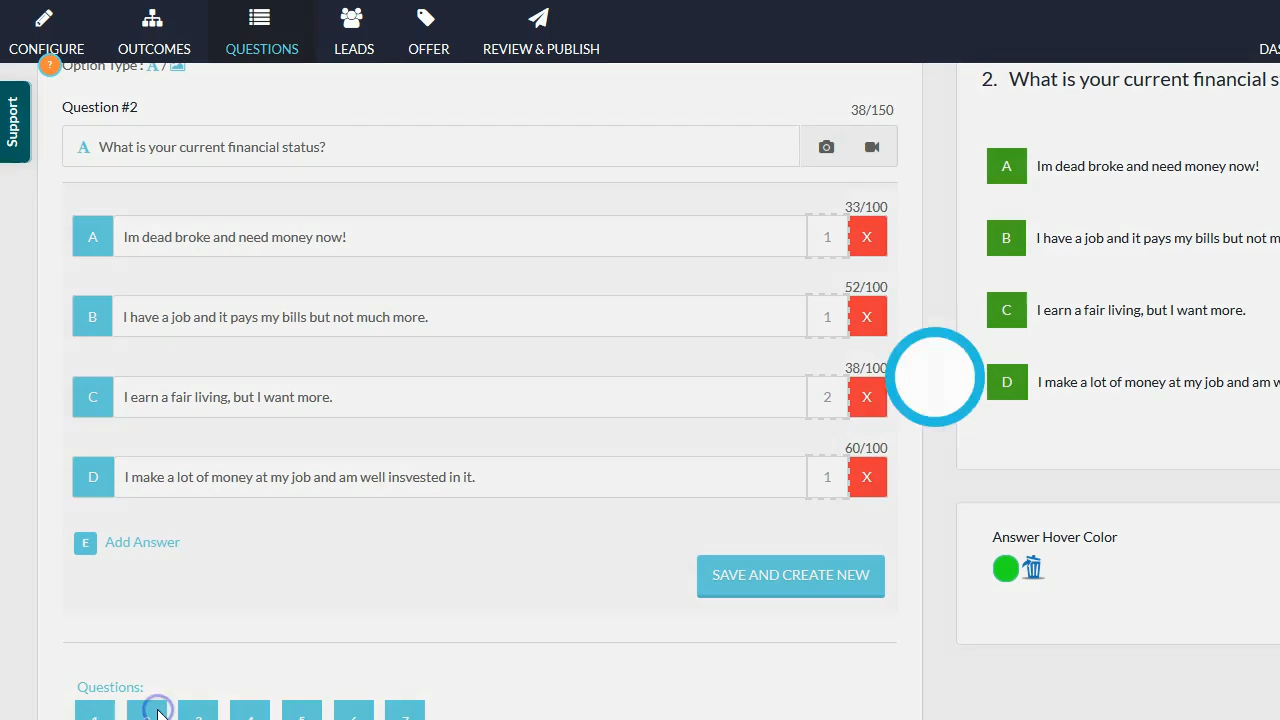 CONFIGURE OUTCOMES QUESTIONS LEADS OFFER REVIEW & PUBLISH
?
Option Type : A /
Support
Question #2
38/150
A What is your current financial status?
33/100
A Im dead broke and need money now! 1 X
52/100
B I have a job and it pays my bills but not much more. 1 X
38/100
C I earn a fair living, but I want more. 2 X
60/100
D I make a lot of money at my job and am well insvested in it. 1 X
E Add Answer
SAVE AND CREATE NEW
Questions:
2. What is your current financial s
A Im dead broke and need money now!
B I have a job and it pays my bills but not m
C I earn a fair living, but I want more.
D I make a lot of money at my job and am w
Answer Hover Color